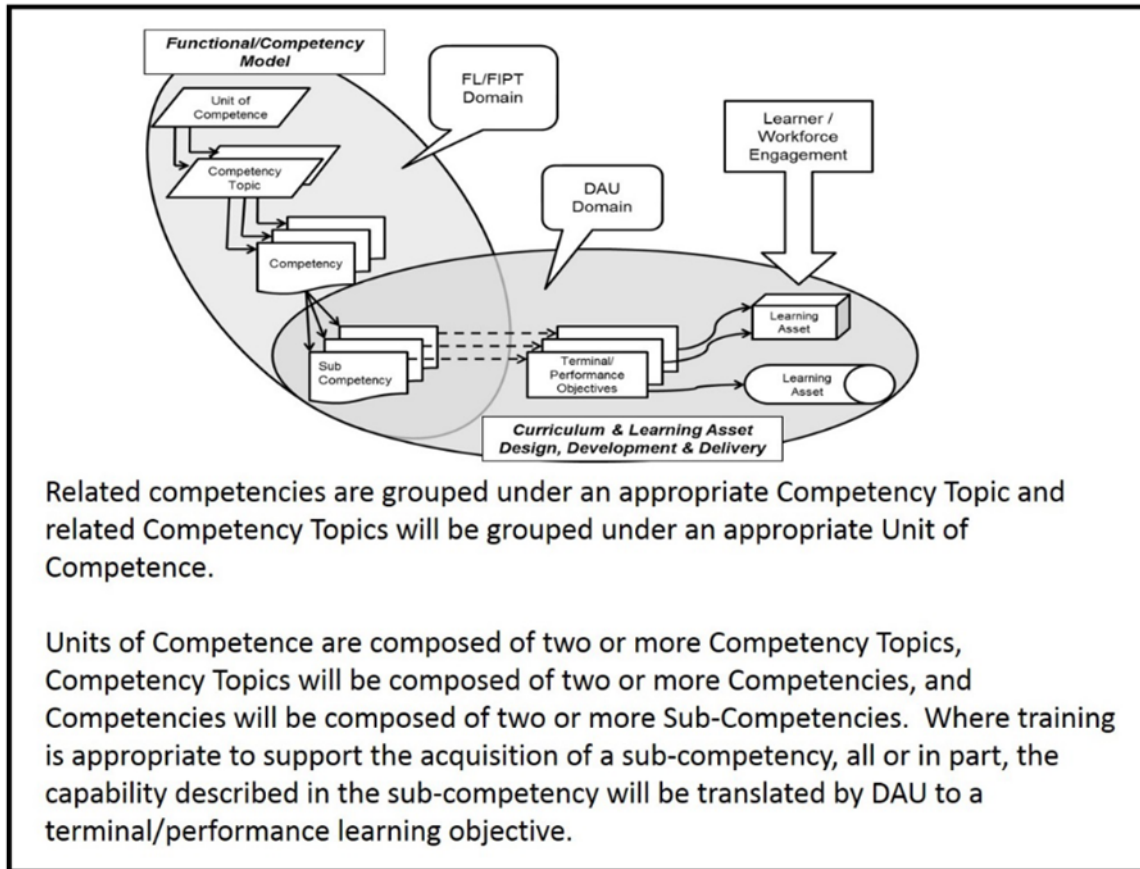 Functional/Competency
Model
FL/FIPT
Domain
Unit of
Competence
Learner /
Workforce
Engagement
Competency
Topic
DAU
Domain
Competency
Learning
Asset
Sub
Competency
Terminal/
Performance
Objectives
Learning
Asset
Curriculum & Learning Asset
Design, Development & Delivery
Related competencies are grouped under an appropriate Competency Topic and
related Competency Topics will be grouped under an appropriate Unit of
Competence.
Units of Competence are composed of two or more Competency Topics,
Competency Topics will be composed of two or more Competencies, and
Competencies will be composed of two or more Sub-Competencies.  Where training
is appropriate to support the acquisition of a sub-competency, all or in part, the
capability described in the sub-competency will be translated by DAU to a
terminal/performance learning objective.